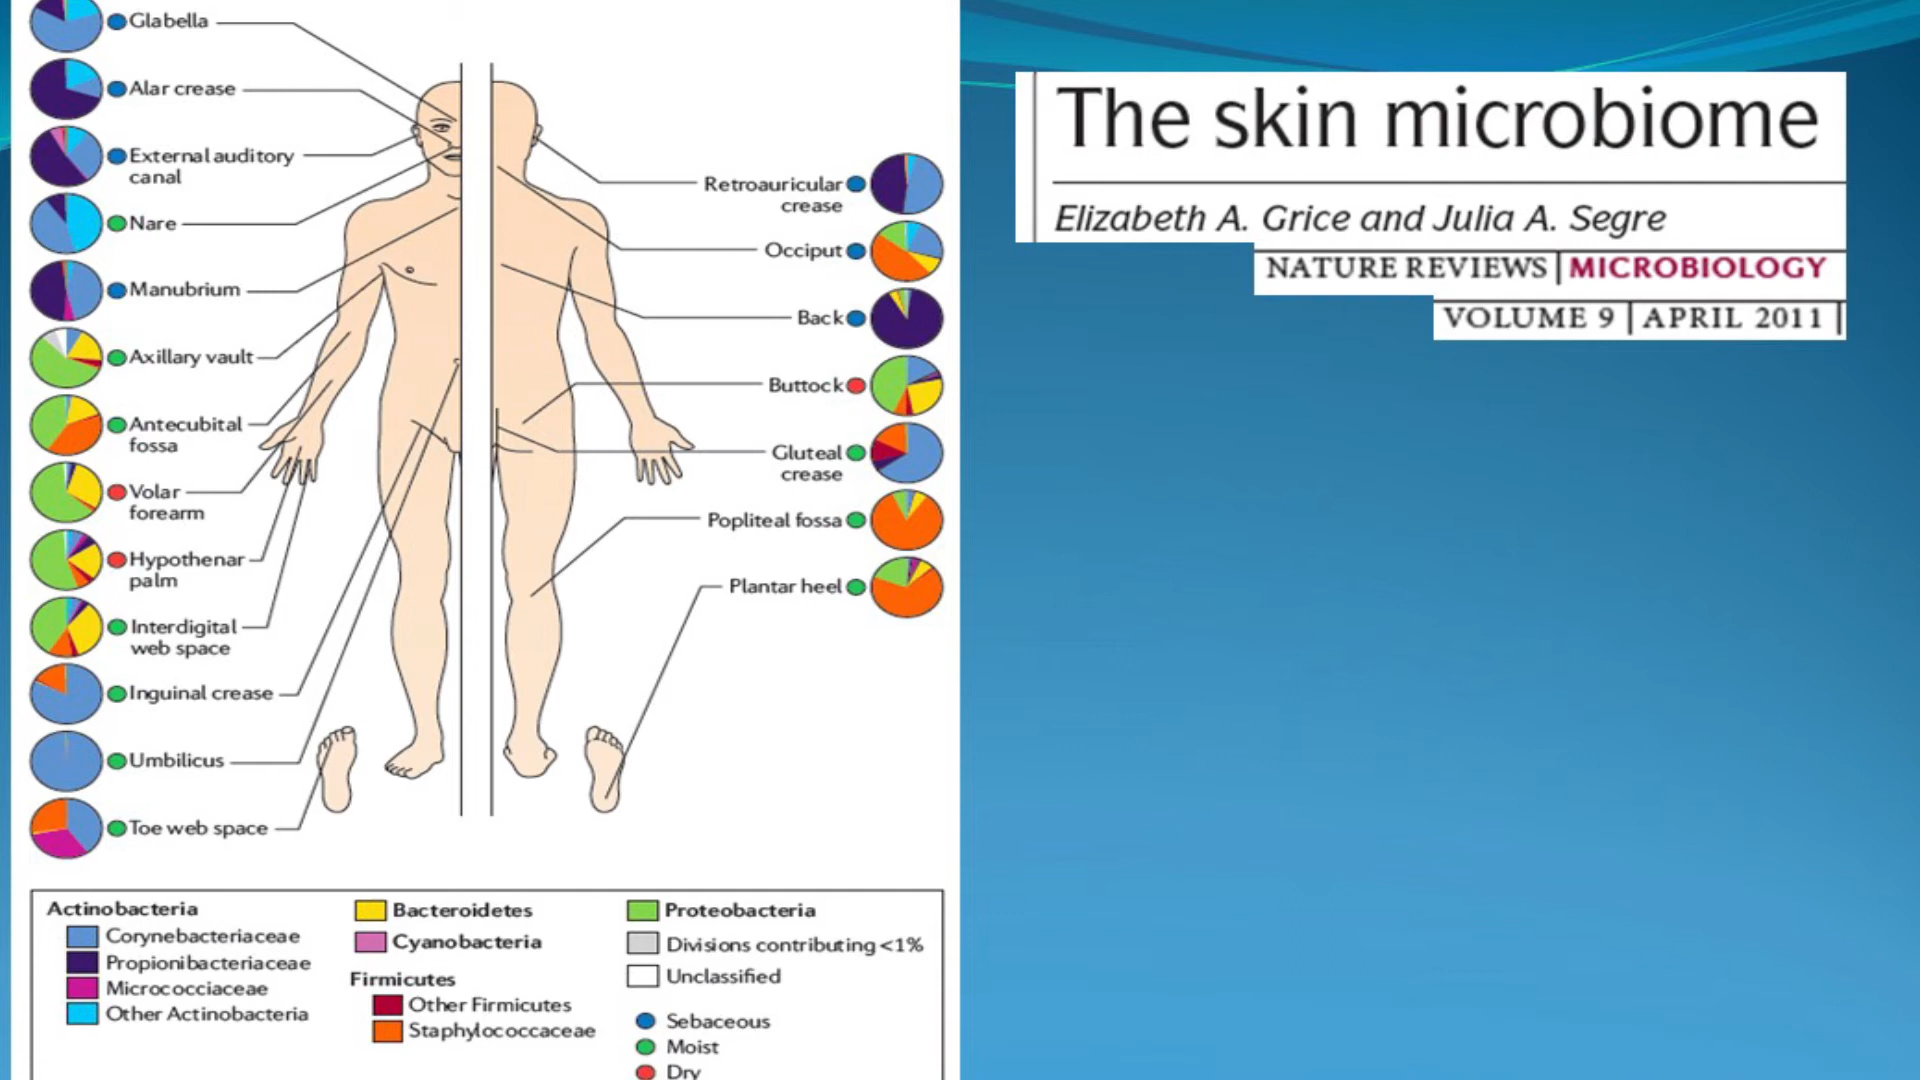 Glabella
Alar crease
External auditory
canal
Nare
Manubrium
Axillary vault
Antecubital
fossa
Volar
forearm
Hypothenar
palm
Interdigital
web space
Inguinal crease
Umbilicus
Toe web space
Retroauricular
crease
Occiput
Back
Buttock
Gluteal
crease
Popliteal fossa
Plantar heel
Actinobacteria
Corynebacteriaceae
Propionibacteriaceae
Micrococciaceae
Other Actinobacteria
Bacteroidetes
Cyanobacteria
Firmicutes
Other Firmicutes
Staphylococcaceae
Proteobacteria
Divisions contributing <1%
Unclassified
Sebaceous
Moist
Dry
The skin microbiome
Elizabeth A. Grice and Julia A. Segre
NATURE REVIEWS | MICROBIOLOGY
VOLUME 9 | APRIL 2011 |